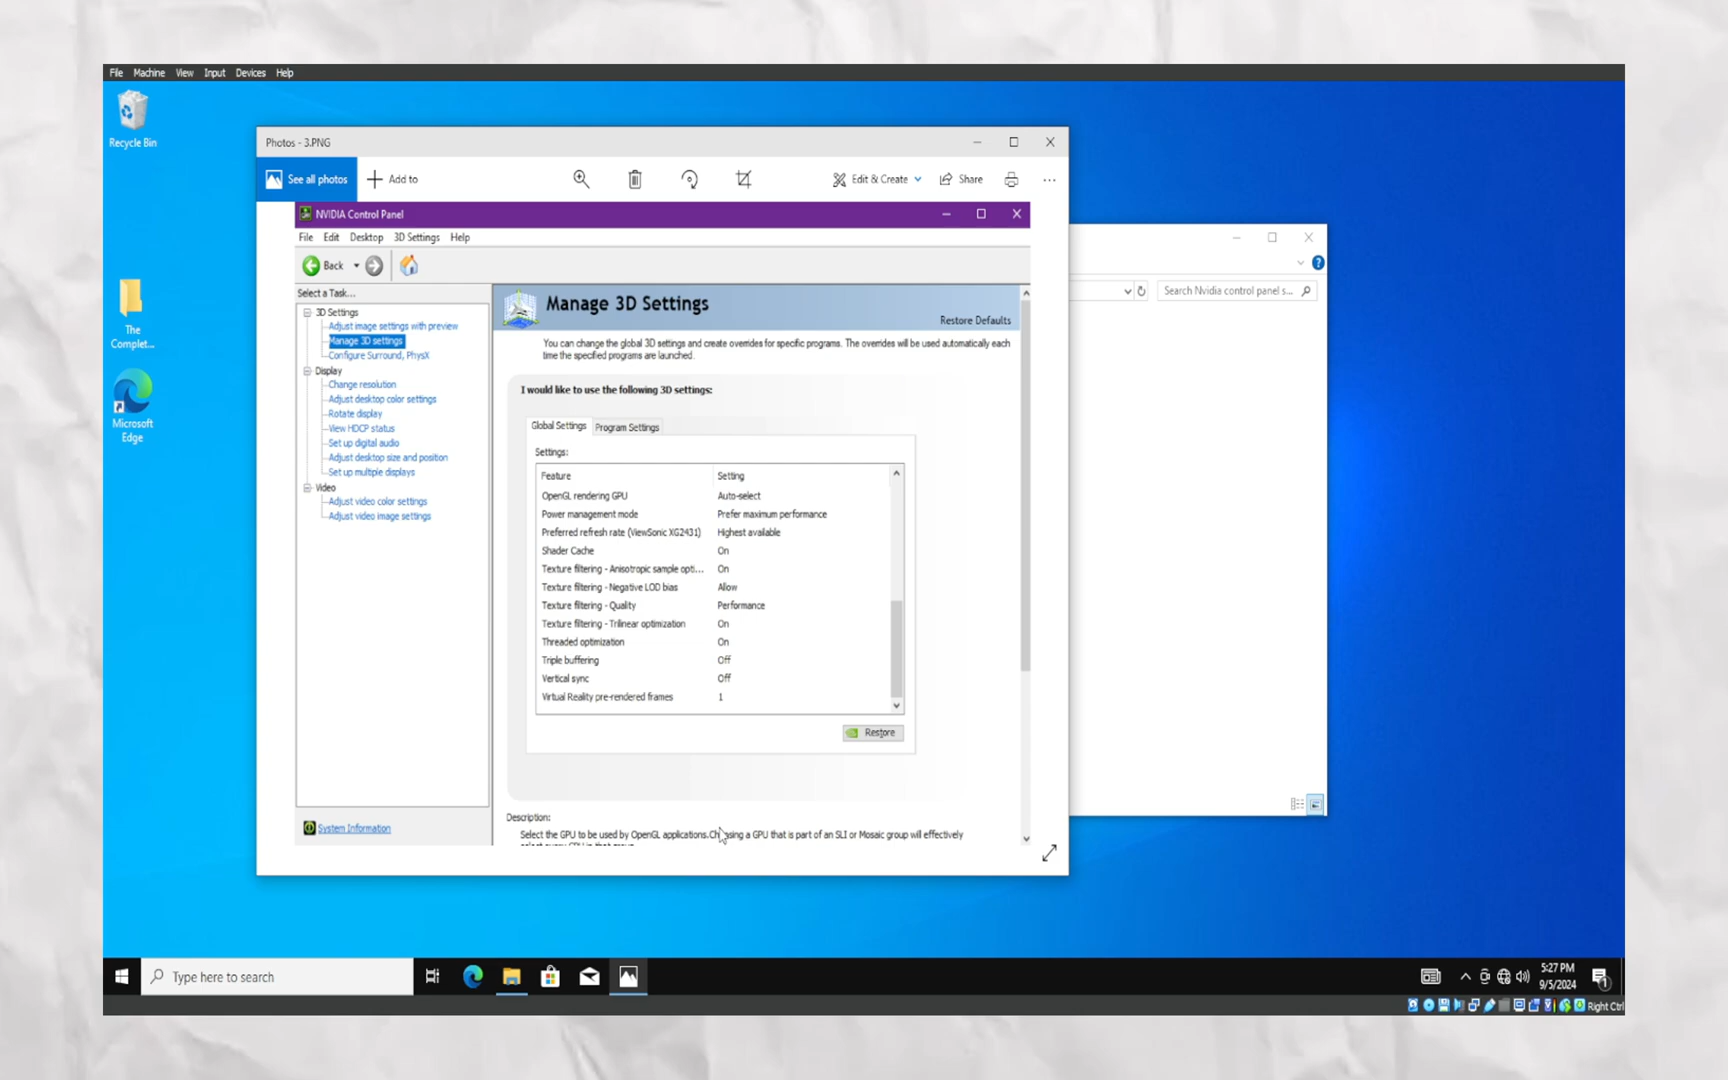 File Machine View Input Devices Help
Recycle Bin
The
Complet...
Microsoft
Edge
Photos - 3.PNG
See all photos
Add to
Edit & Create
Share
NVIDIA Control Panel
File Edit Desktop 3D Settings Help
Back
Select a Task...
3D Settings
Adjust image settings with preview
Manage 3D settings
Configure Surround, PhysX
Display
Change resolution
Adjust desktop color settings
Rotate display
View HDCP status
Set up digital audio
Adjust desktop size and position
Set up multiple displays
Video
Adjust video color settings
Adjust video image settings
System Information
Manage 3D Settings
Restore Defaults
You can change the global 3D settings and create overrides for specific programs. The overrides will be used automatically each
time the specified programs are launched.
I would like to use the following 3D settings:
Global Settings Program Settings
Settings:
Feature Setting
OpenGL rendering GPU Auto-select
Power management mode Prefer maximum performance
Preferred refresh rate (ViewSonic XG2431) Highest available
Shader Cache On
Texture filtering - Anisotropic sample opti... On
Texture filtering - Negative LOD bias Allow
Texture filtering - Quality Performance
Texture filtering - Trilinear optimization On
Threaded optimization On
Triple buffering Off
Vertical sync Off
Virtual Reality pre-rendered frames 1
Restore
Description:
Select the GPU to be used by OpenGL applications.Choosing a GPU that is part of an SLI or Mosaic group will effectively
Search Nvidia control panel s...
Type here to search
5:27 PM
9/5/2024
1
Right Ctrl